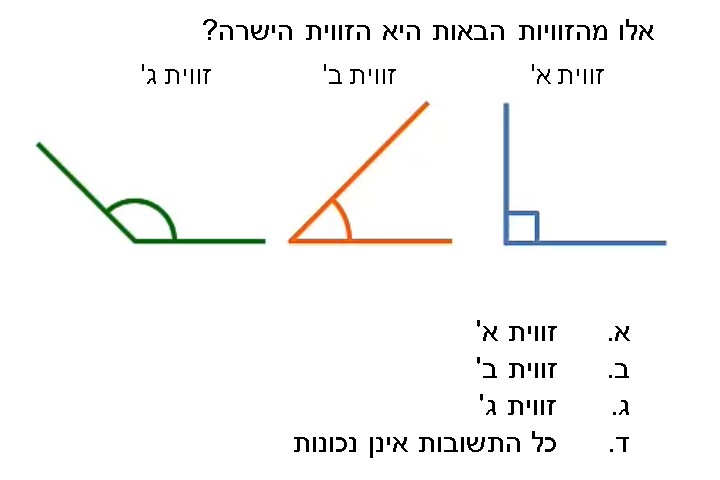 אלו מהזוויות הבאות היא הזווית הישרה?
זווית א' זווית ב' זווית ג'
א. זווית א'
ב. זווית ב'
ג. זווית ג'
ד. כל התשובות אינן נכונות